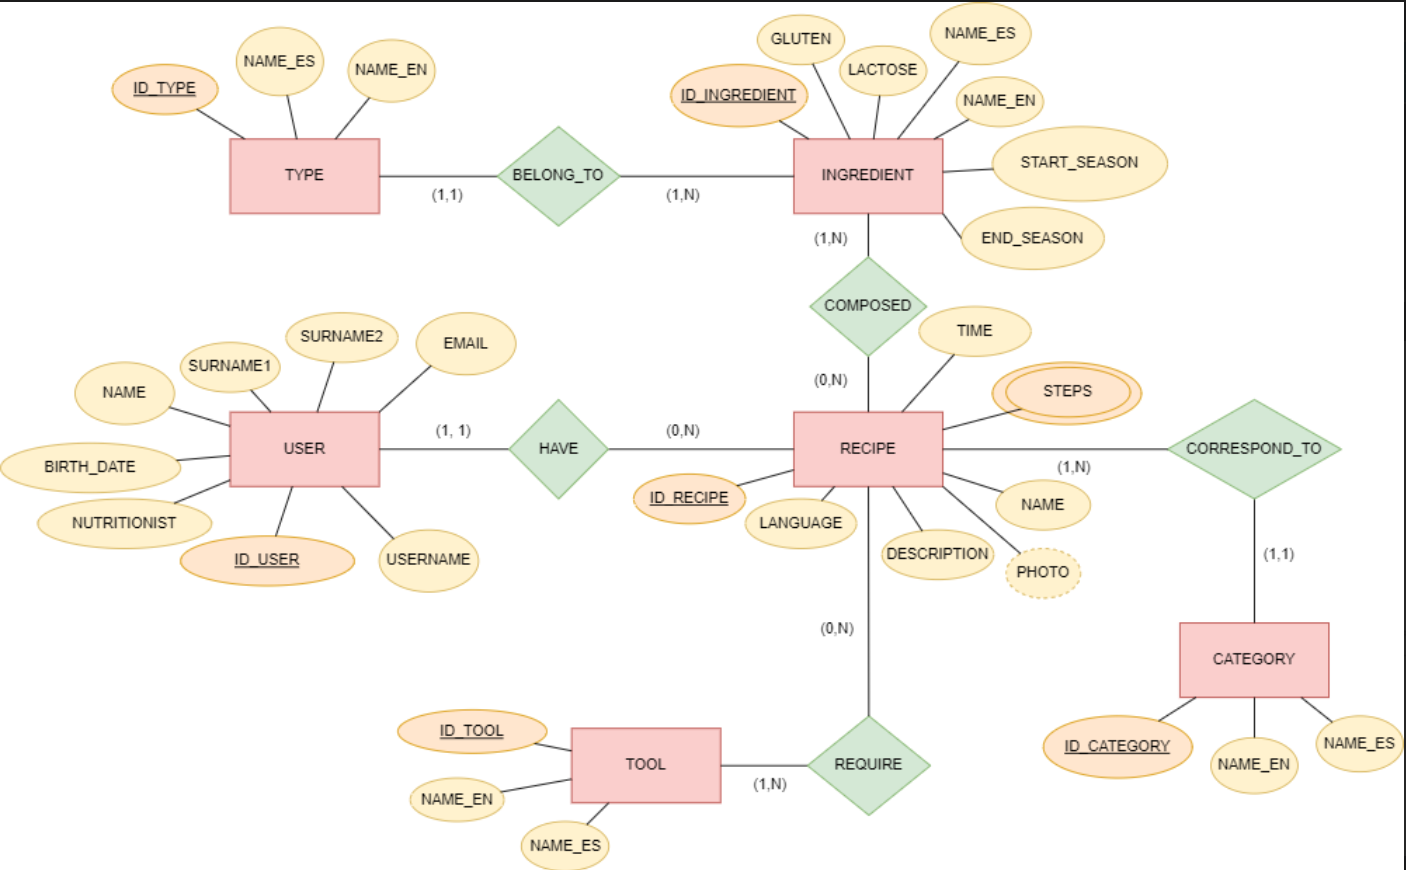 NAME_ES
GLUTEN
NAME_ES
NAME_EN
LACTOSE
ID_TYPE
ID_INGREDIENT
NAME_EN
TYPE
BELONG_TO
INGREDIENT
START_SEASON
(1,1)
(1,N)
(1,N)
END_SEASON
COMPOSED
TIME
SURNAME2
EMAIL
SURNAME1
(0,N)
NAME
STEPS
(1, 1)
(0,N)
USER
HAVE
RECIPE
CORRESPOND_TO
BIRTH_DATE
(1,N)
ID_RECIPE
NAME
NUTRITIONIST
LANGUAGE
ID_USER
USERNAME
DESCRIPTION
(1,1)
PHOTO
(0,N)
CATEGORY
ID_TOOL
TOOL
REQUIRE
ID_CATEGORY
NAME_ES
NAME_EN
(1,N)
NAME_EN
NAME_ES